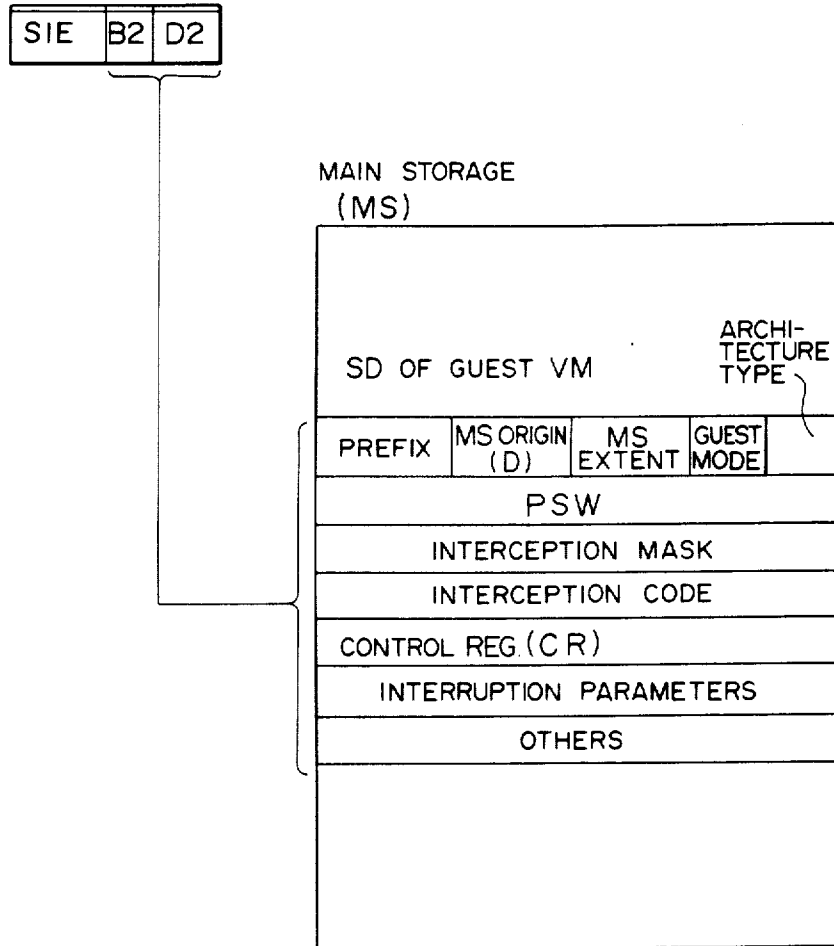 SIE B2 D2
MAIN STORAGE
(MS)
SD OF GUEST VM
ARCHI-
TECTURE
TYPE
PREFIX
MS ORIGIN
(D)
MS
EXTENT
GUEST
MODE
PSW
INTERCEPTION MASK
INTERCEPTION CODE
CONTROL REG.(CR)
INTERRUPTION PARAMETERS
OTHERS